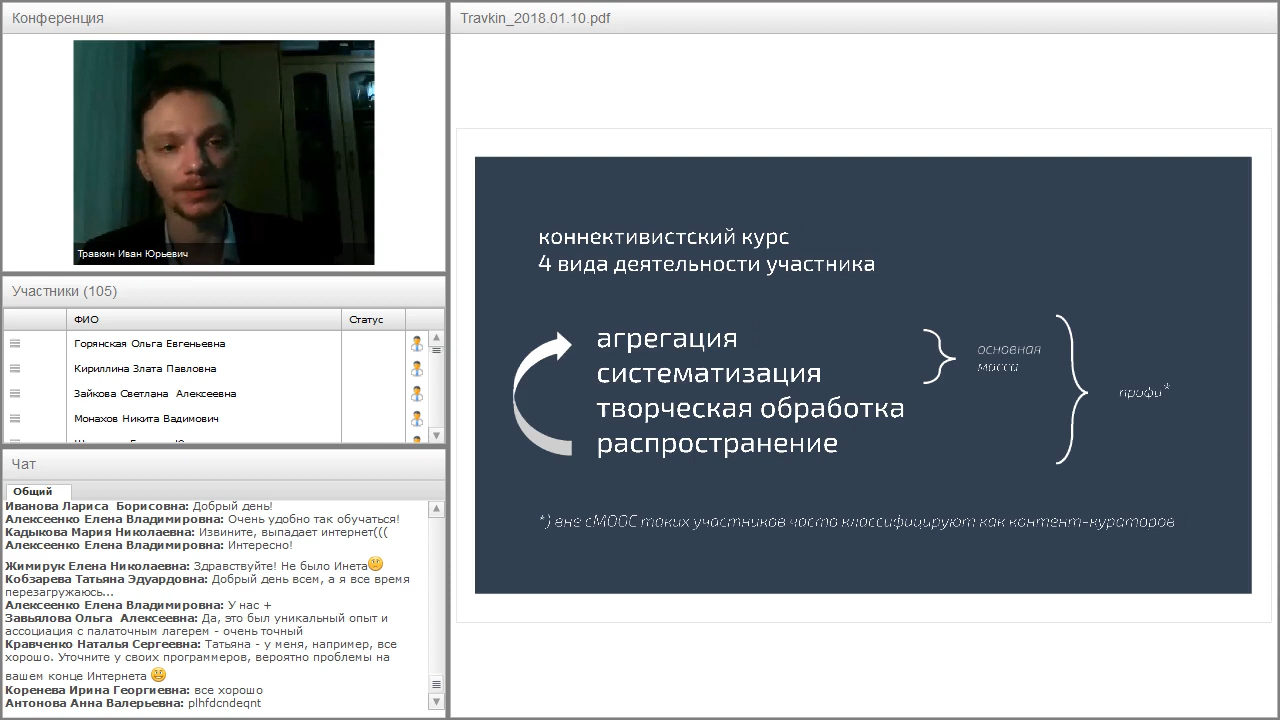 Конференция
Травкин Иван Юрьевич
Участники (105)
ФИО Статус
Горянская Ольга Евгеньевна
Кириллина Злата Павловна
Зайкова Светлана Алексеевна
Монахов Никита Вадимович
Чат
Общий
Иванова Лариса Борисовна: Добрый день!
Алексеенко Елена Владимировна: Очень удобно так обучаться!
Кадыкова Мария Николаевна: Извините, выпадает интернет(((
Алексеенко Елена Владимировна: Интересно!
Жимирук Елена Николаевна: Здравствуйте! Не было Инета
Кобзарева Татьяна Эдуардовна: Добрый день всем, а я все время
перезагружаюсь...
Алексеенко Елена Владимировна: У нас +
Завьялова Ольга Алексеевна: Да, это был уникальный опыт и
ассоциация с палаточным лагерем - очень точный
Кравченко Наталья Сергеевна: Татьяна - у меня, например, все
хорошо. Уточните у своих программеров, вероятно проблемы на
вашем конце Интернета
Коренева Ирина Георгиевна: все хорошо
Антонова Анна Валерьевна: plhfdcndeqnt
Travkin_2018.01.10.pdf
коннективистский курс
4 вида деятельности участника
агрегация
систематизация
творческая обработка
распространение
основная
масса
профи*
*) вне cMOOC таких участников часто классифицируют как контент-кураторов